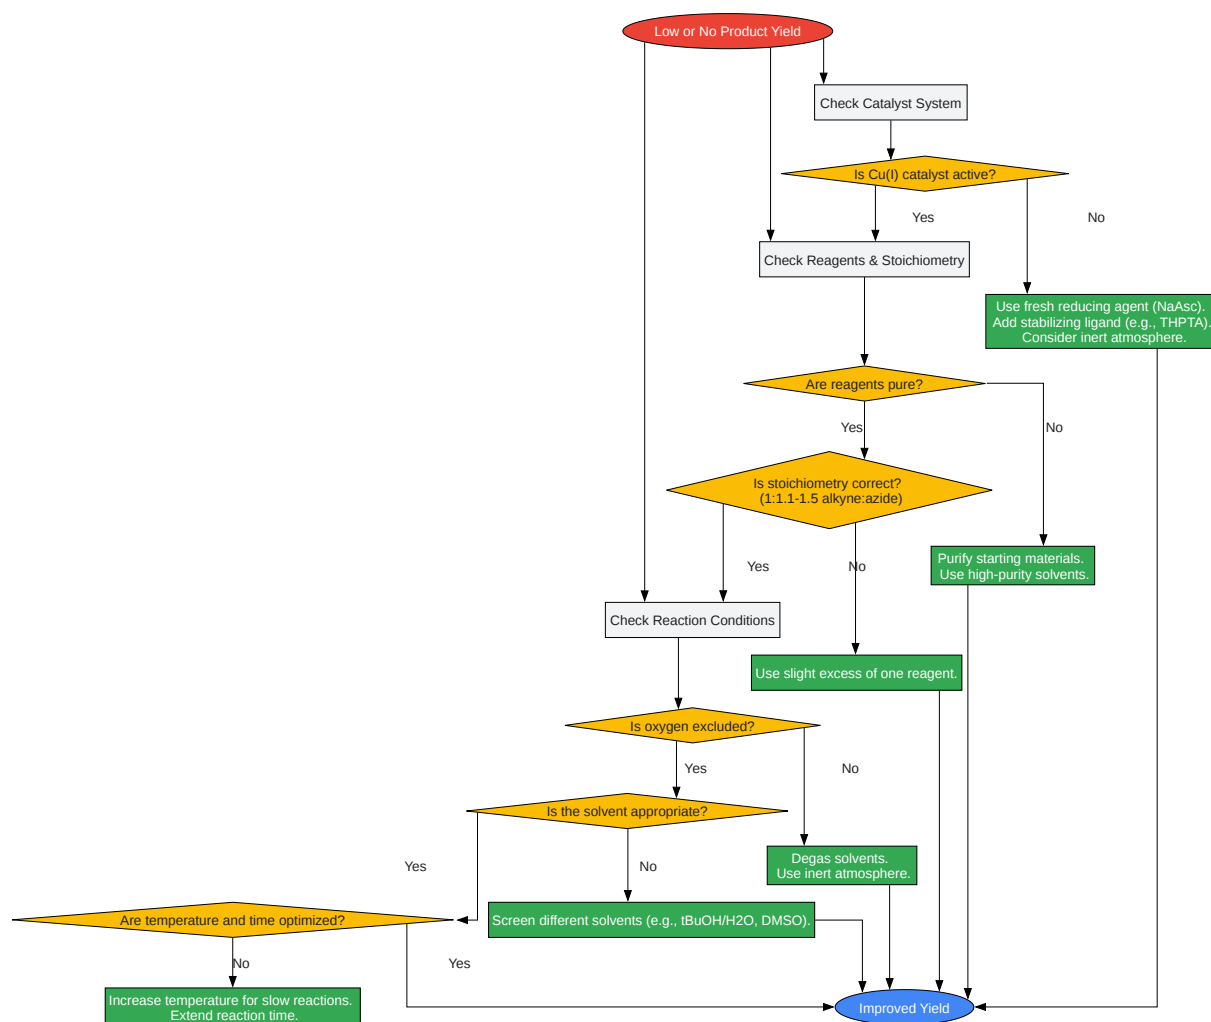 Low or No Product Yield
Check Catalyst System
Is Cu(I) catalyst active?
Yes
No
Check Reagents & Stoichiometry
Use fresh reducing agent (NaAsc).
Add stabilizing ligand (e.g., THPTA).
Consider inert atmosphere.
Are reagents pure?
Yes
No
Is stoichiometry correct?
(1:1.1-1.5 alkyne:azide)
Yes
No
Purify starting materials.
Use high-purity solvents.
Check Reaction Conditions
Use slight excess of one reagent.
Is oxygen excluded?
Yes
No
Is the solvent appropriate?
Yes
No
Degas solvents.
Use inert atmosphere.
Are temperature and time optimized?
Screen different solvents (e.g., tBuOH/H2O, DMSO).
No
Yes
Increase temperature for slow reactions.
Extend reaction time.
Improved Yield